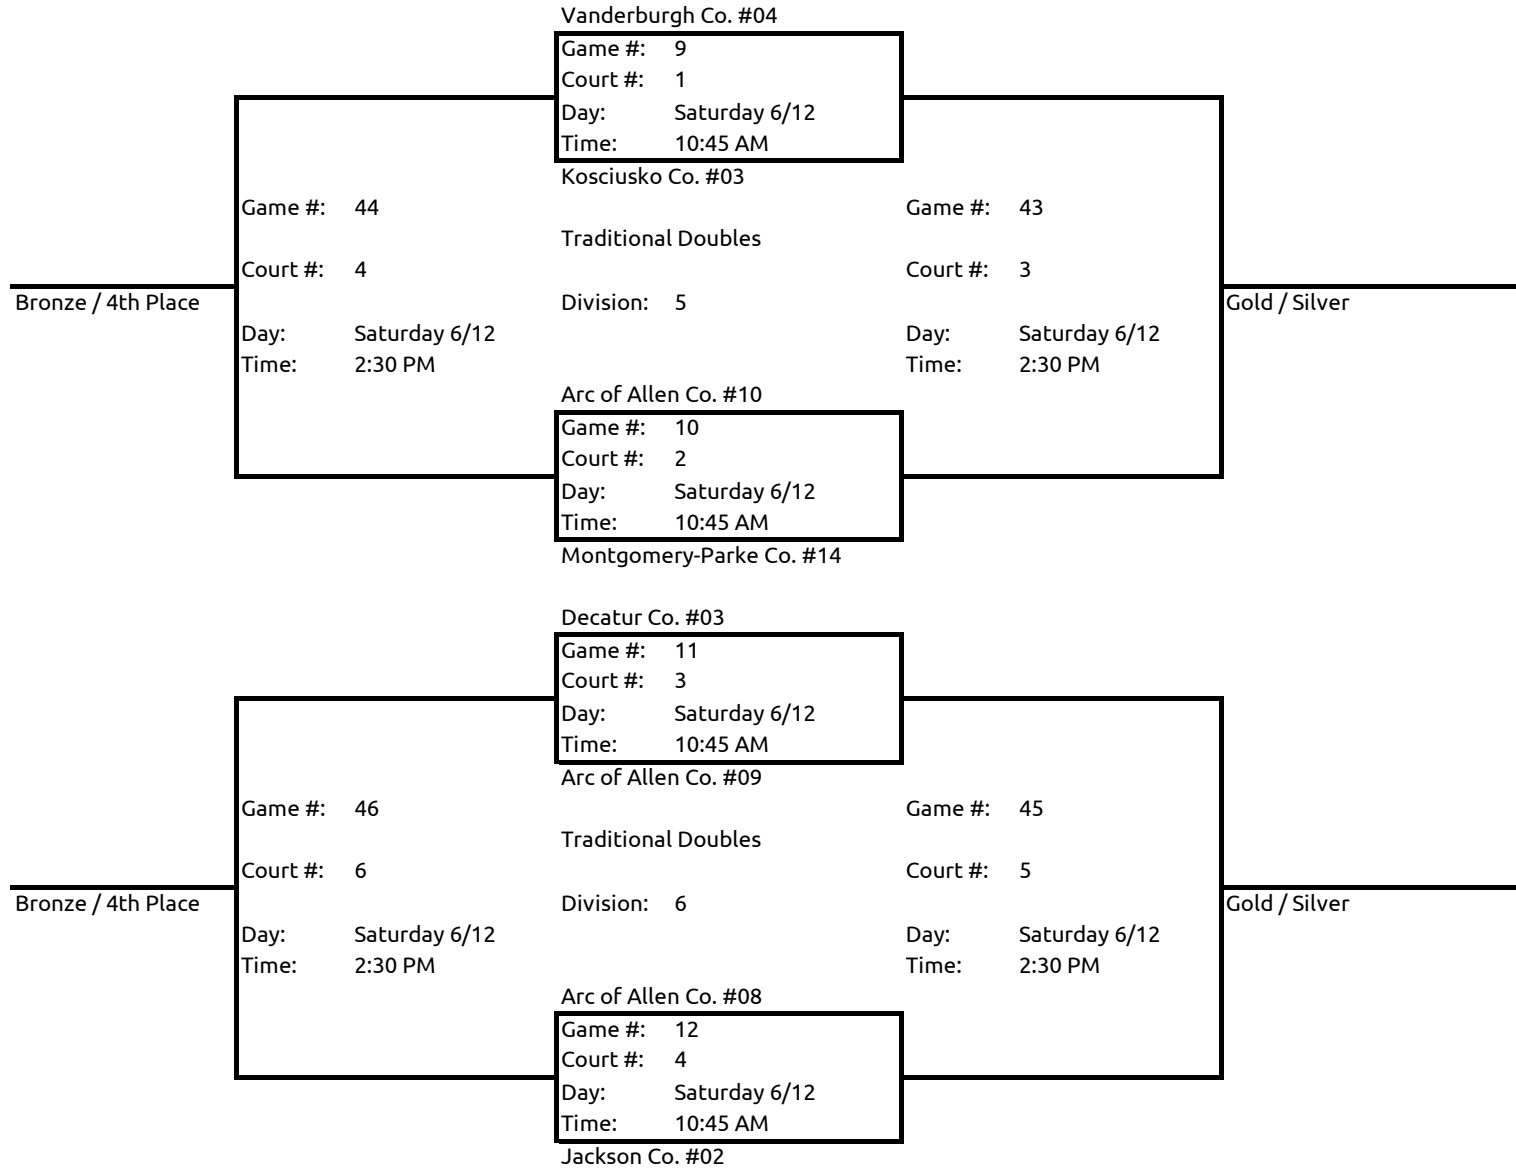 Vanderburgh Co. #04
Game #: 9
Court #: 1
Day: Saturday 6/12
Time: 10:45 AM
Kosciusko Co. #03
Game #: 44 Game #: 43
Traditional Doubles
Court #: 4 Court #: 3
Bronze / 4th Place Division: 5 Gold / Silver
Day: Saturday 6/12 Day: Saturday 6/12
Time: 2:30 PM Time: 2:30 PM
Arc of Allen Co. #10
Game #: 10
Court #: 2
Day: Saturday 6/12
Time: 10:45 AM
Montgomery-Parke Co. #14
Decatur Co. #03
Game #: 11
Court #: 3
Day: Saturday 6/12
Time: 10:45 AM
Arc of Allen Co. #09
Game #: 46 Game #: 45
Traditional Doubles
Court #: 6 Court #: 5
Bronze / 4th Place Division: 6 Gold / Silver
Day: Saturday 6/12 Day: Saturday 6/12
Time: 2:30 PM Time: 2:30 PM
Arc of Allen Co. #08
Game #: 12
Court #: 4
Day: Saturday 6/12
Time: 10:45 AM
Jackson Co. #02